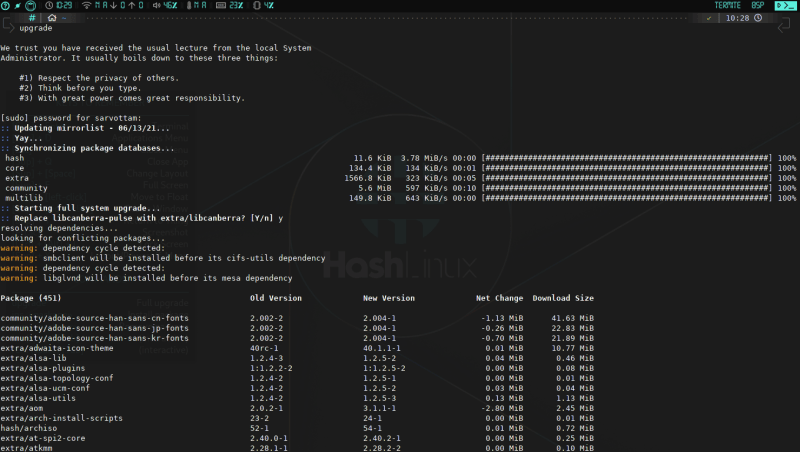 10:29 M A 0 0 46% N A 23% 4% TERMITE BSP
# ~ ✓ 10:28
upgrade
We trust you have received the usual lecture from the local System
Administrator. It usually boils down to these three things:
#1) Respect the privacy of others.
#2) Think before you type.
#3) With great power comes great responsibility.
[sudo] password for sarvottam:
:: Updating mirrorlist - 06/13/21...
:: Yay...
:: Synchronizing package databases...
hash 11.6 KiB 3.78 MiB/s 00:00 [################################################################] 100%
core 134.4 KiB 134 KiB/s 00:01 [################################################################] 100%
extra 1566.8 KiB 323 KiB/s 00:05 [################################################################] 100%
community 5.6 MiB 597 KiB/s 00:10 [################################################################] 100%
multilib 149.8 KiB 643 KiB/s 00:00 [################################################################] 100%
:: Starting full system upgrade...
:: Replace libcanberra-pulse with extra/libcanberra? [Y/n] y
resolving dependencies...
looking for conflicting packages...
warning: dependency cycle detected:
warning: smbclient will be installed before its cifs-utils dependency
warning: dependency cycle detected:
warning: libglvnd will be installed before its mesa dependency
HashLinux
Package (451) Old Version New Version Net Change Download Size
community/adobe-source-han-sans-cn-fonts 2.002-2 2.004-1 -1.13 MiB 41.63 MiB
community/adobe-source-han-sans-jp-fonts 2.002-2 2.004-1 -0.26 MiB 22.83 MiB
community/adobe-source-han-sans-kr-fonts 2.002-2 2.004-1 -0.70 MiB 21.89 MiB
extra/adwaita-icon-theme 40rc-1 40.1.1-1 0.01 MiB 10.77 MiB
extra/alsa-lib 1.2.4-3 1.2.5-2 0.04 MiB 0.46 MiB
extra/alsa-plugins 1:1.2.2-2 1:1.2.5-2 0.00 MiB 0.08 MiB
extra/alsa-topology-conf 1.2.4-2 1.2.5-1 0.00 MiB 0.01 MiB
extra/alsa-ucm-conf 1.2.4-2 1.2.5-2 0.03 MiB 0.04 MiB
extra/alsa-utils 1.2.4-2 1.2.5-3 0.13 MiB 1.13 MiB
extra/aom 2.0.2-1 3.1.1-1 -2.80 MiB 2.45 MiB
extra/arch-install-scripts 23-2 24-1 0.00 MiB 0.01 MiB
hash/archiso 52-1 54-1 0.01 MiB 0.72 MiB
extra/at-spi2-core 2.40.0-1 2.40.2-1 0.00 MiB 0.25 MiB
extra/atkmm 2.28.1-1 2.28.2-2 0.00 MiB 0.10 MiB